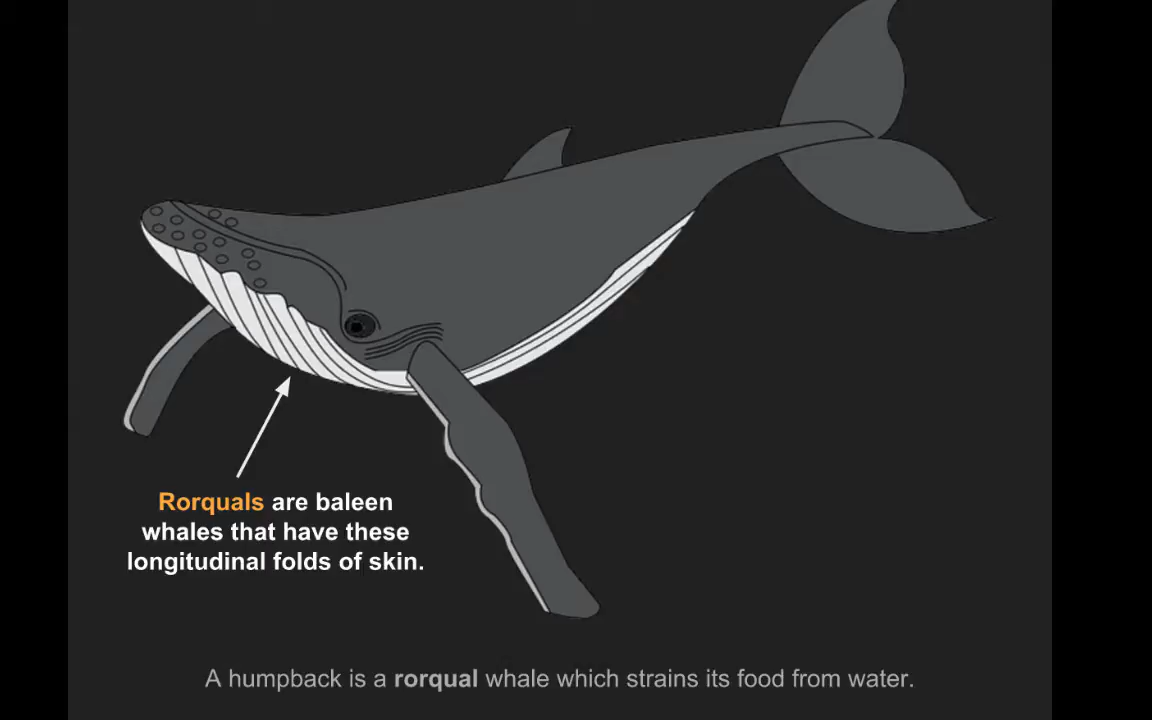 Rorquals are baleen
whales that have these
longitudinal folds of skin.
A humpback is a rorqual whale which strains its food from water.